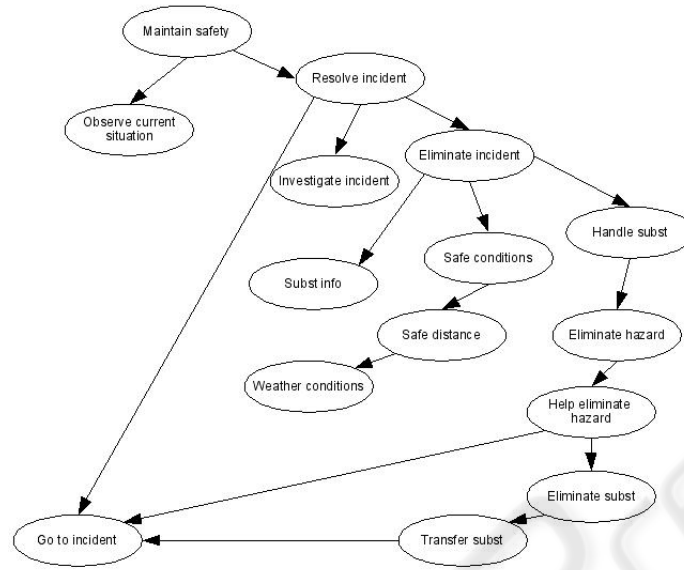 Maintain safety
Resolve incident
Observe current
situation
Eliminate incident
Investigate incident
Handle subst
Safe conditions
Subst info
Safe distance
Eliminate hazard
Weather conditions
Help eliminate
hazard
Eliminate subst
Go to incident
Transfer subst